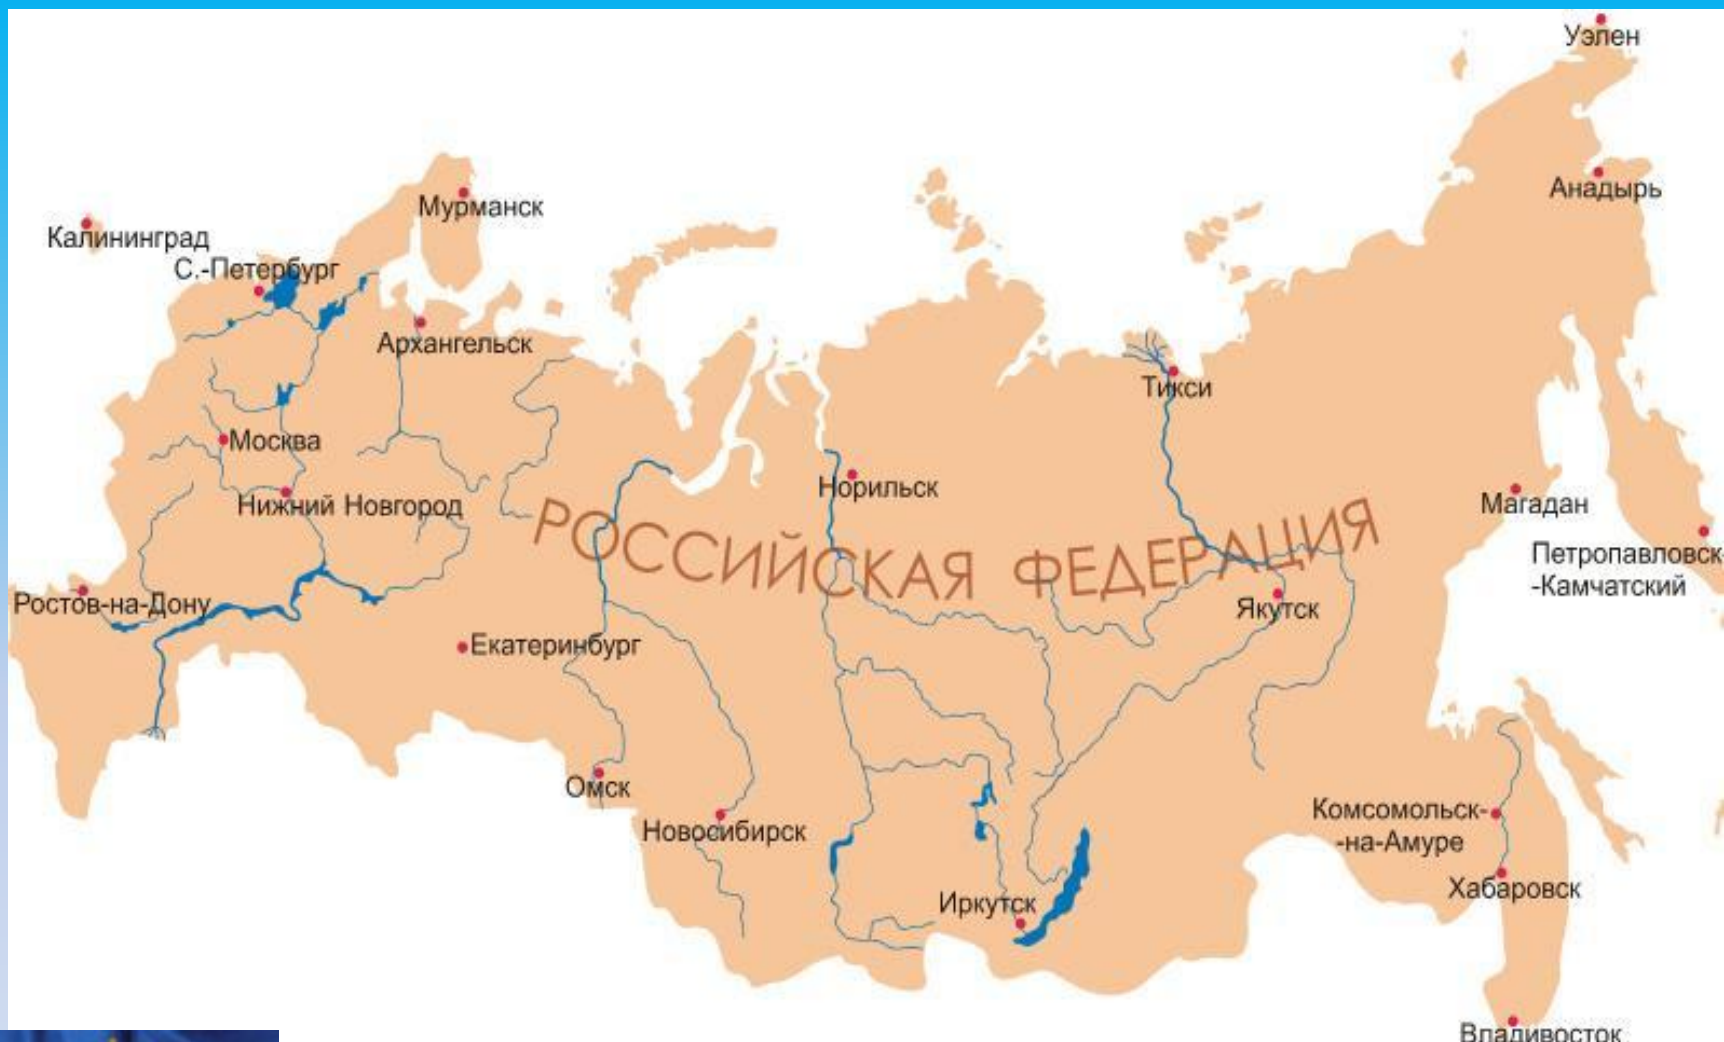 Уэлен
Анадырь
Мурманск
Калининград
С.-Петербург
Архангельск
Тикси
Москва
Норильск
Нижний Новгород
Магадан
РОССИЙСКАЯ ФЕДЕРАЦИЯ
Петропавловск-
-Камчатский
Ростов-на-Дону
Якутск
Екатеринбург
Омск
Новосибирск
Комсомольск-
-на-Амуре
Хабаровск
Иркутск
Владивосток